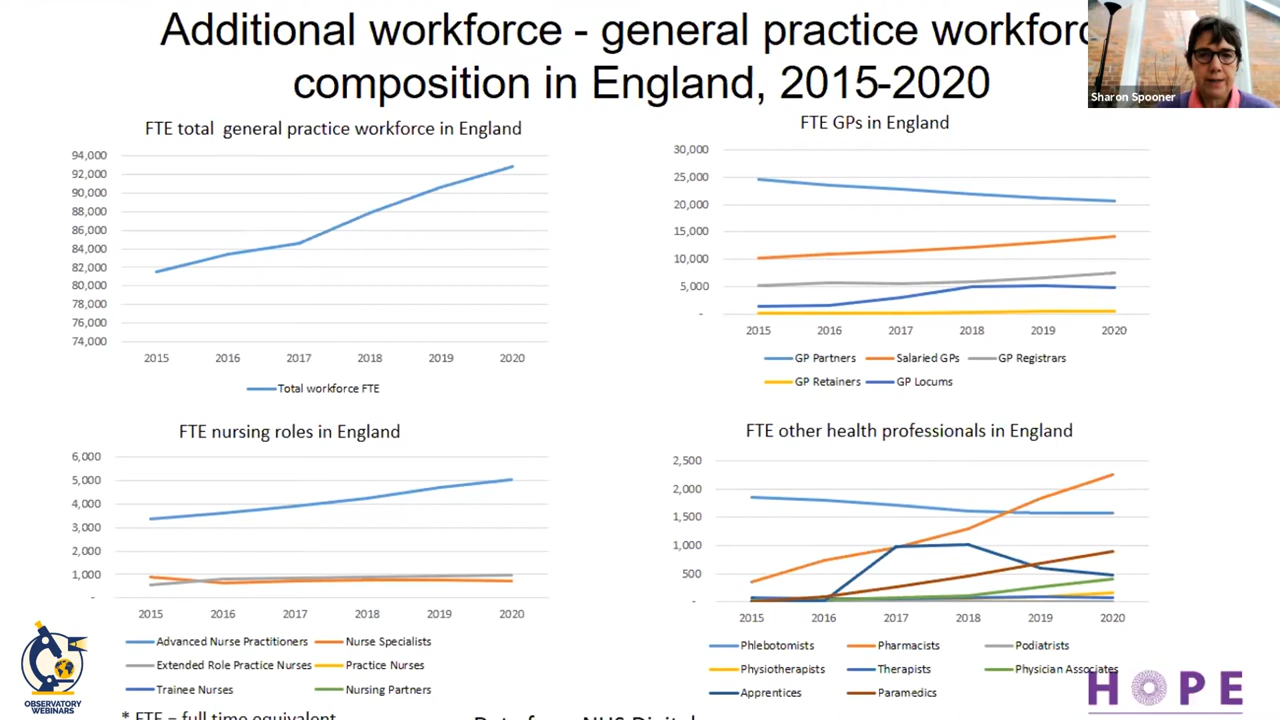 Additional workforce - general practice workforc
composition in England, 2015-2020
Sharon Spooner
FTE total general practice workforce in England
94,000
92,000
90,000
88,000
86,000
84,000
82,000
80,000
78,000
76,000
74,000
2015 2016 2017 2018 2019 2020
Total workforce FTE
FTE GPs in England
30,000
25,000
20,000
15,000
10,000
5,000
-
2015 2016 2017 2018 2019 2020
GP Partners Salaried GPs GP Registrars
GP Retainers GP Locums
FTE nursing roles in England
6,000
5,000
4,000
3,000
2,000
1,000
-
2015 2016 2017 2018 2019 2020
Advanced Nurse Practitioners Nurse Specialists
Extended Role Practice Nurses Practice Nurses
Trainee Nurses Nursing Partners
FTE other health professionals in England
2,500
2,000
1,500
1,000
500
-
2015 2016 2017 2018 2019 2020
Phlebotomists Pharmacists Podiatrists
Physiotherapists Therapists Physician Associates
Apprentices Paramedics
OBSERVATORY
WEBINARS
HOPE
* FTE = full time equivalent
Data from NHS Digital